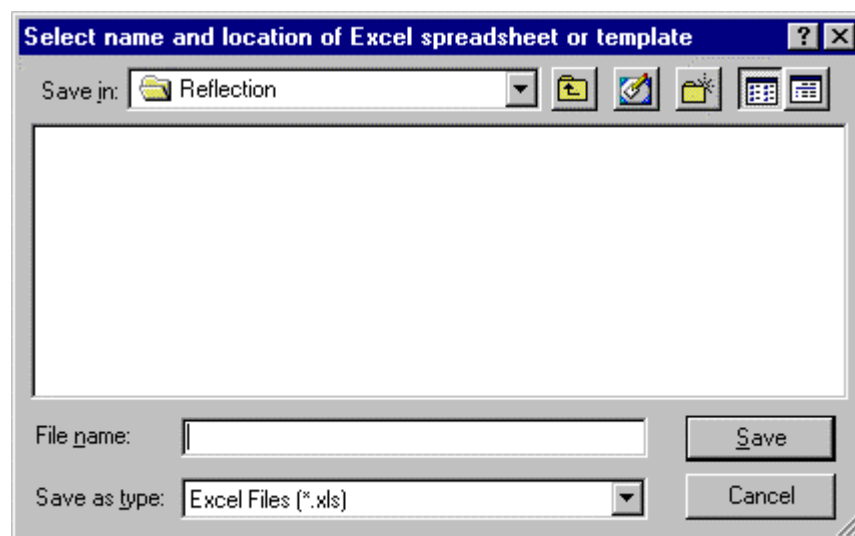 Select name and location of Excel spreadsheet or template
Save in: Reflection
File name:
Save
Save as type: Excel Files (*.xls)
Cancel